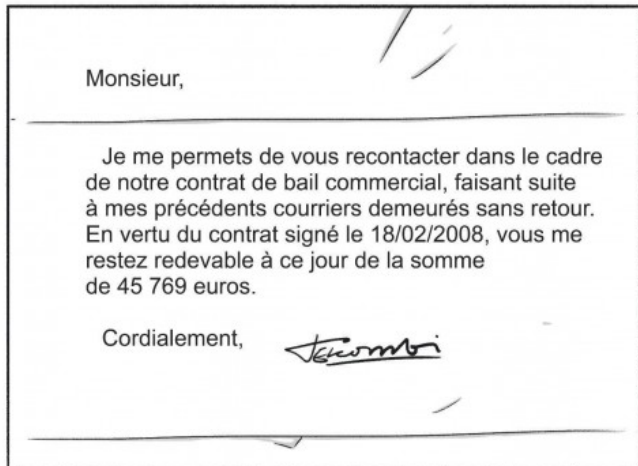 Monsieur,
Je me permets de vous recontacter dans le cadre
de notre contrat de bail commercial, faisant suite
à mes précédents courriers demeurés sans retour.
En vertu du contrat signé le 18/02/2008, vous me
restez redevable à ce jour de la somme
de 45 769 euros.
Cordialement,